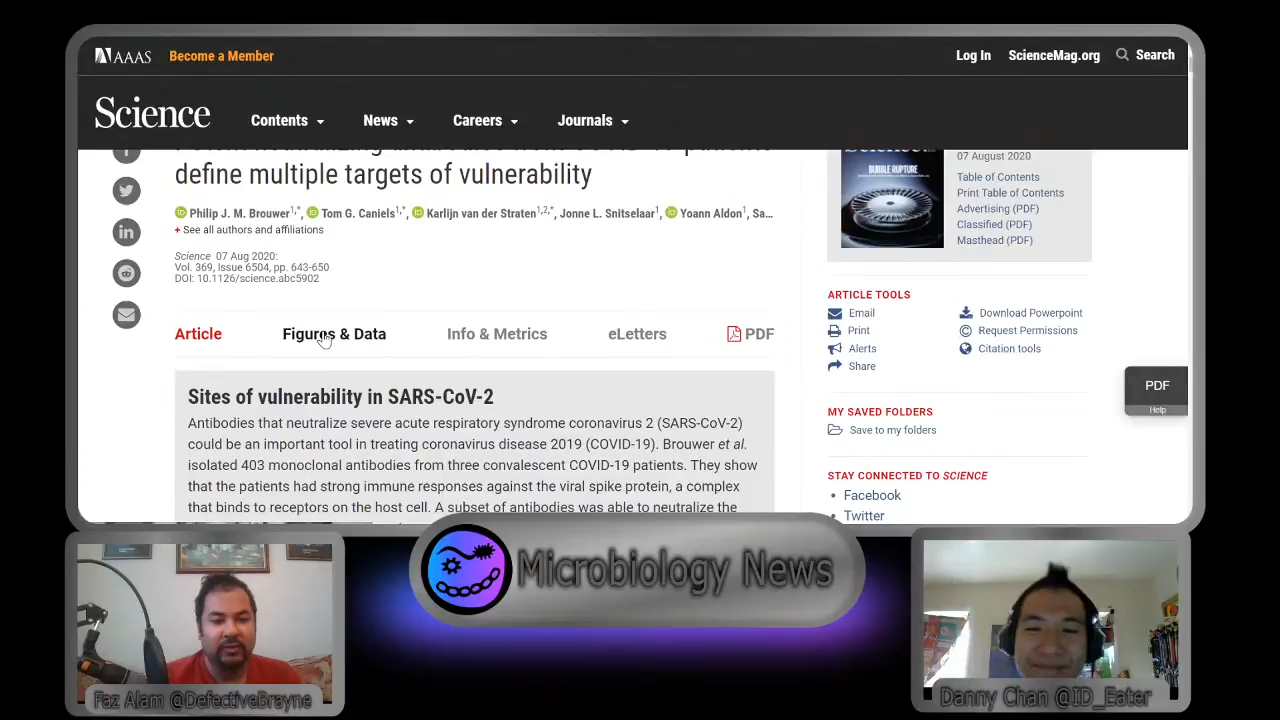 AAAS
Become a Member
Log In
ScienceMag.org
Search
Science
Contents
News
Careers
Journals
define multiple targets of vulnerability
Philip J. M. Brouwer1,*, Tom G. Caniels1,*, Karlijn van der Straten1,2,*, Jonne L. Snitselaar1, Yoann Aldon1, Sa...
+ See all authors and affiliations
Science 07 Aug 2020:
Vol. 369, Issue 6504, pp. 643-650
DOI: 10.1126/science.abc5902
Article
Figures & Data
Info & Metrics
eLetters
PDF
Sites of vulnerability in SARS-CoV-2
Antibodies that neutralize severe acute respiratory syndrome coronavirus 2 (SARS-CoV-2)
could be an important tool in treating coronavirus disease 2019 (COVID-19). Brouwer et al.
isolated 403 monoclonal antibodies from three convalescent COVID-19 patients. They show
that the patients had strong immune responses against the viral spike protein, a complex
that binds to receptors on the host cell. A subset of antibodies was able to neutralize the
BUBBLE RUPTURE
07 August 2020
Table of Contents
Print Table of Contents
Advertising (PDF)
Classified (PDF)
Masthead (PDF)
ARTICLE TOOLS
Email
Download Powerpoint
Print
Request Permissions
Alerts
Citation tools
Share
MY SAVED FOLDERS
Save to my folders
STAY CONNECTED TO SCIENCE
Facebook
Twitter
PDF
Help
Microbiology News
Faz Alam @DefectiveBrayne
Danny Chan @ID_Eater